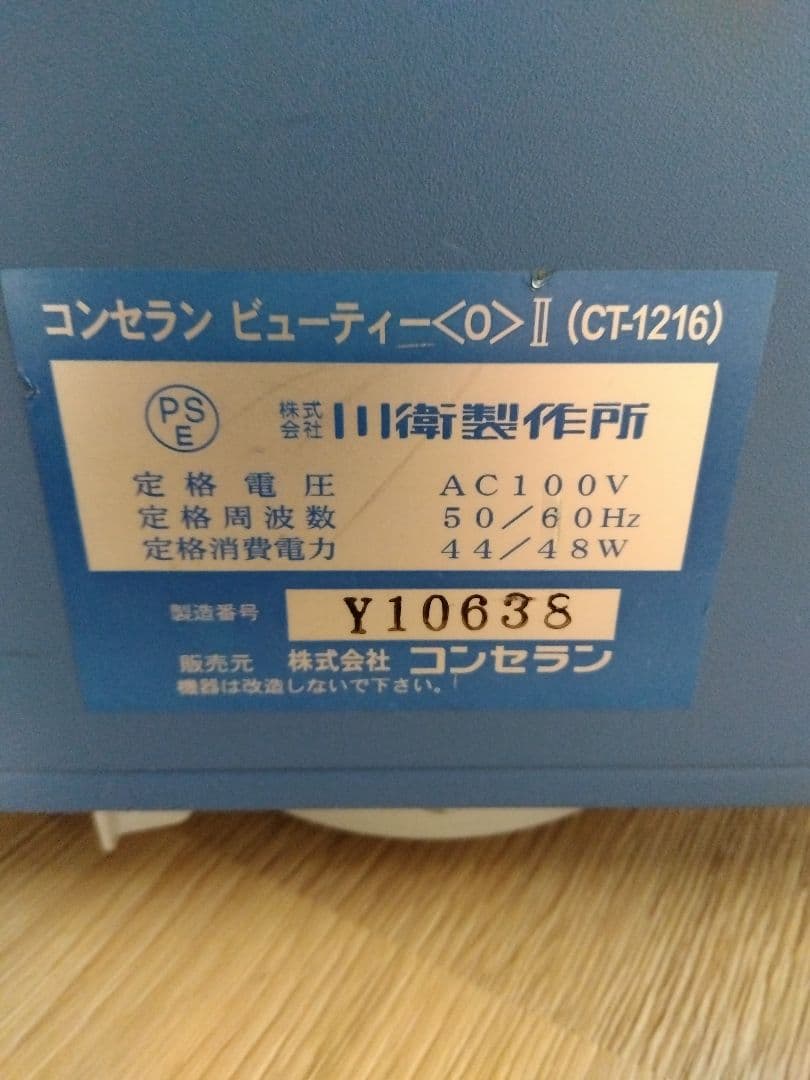 コンセラン ビューティー<O>Ⅱ (CT-1216)
PS
E
株式会社 川衛製作所
定格電圧 AC100V
定格周波数 50/60Hz
定格消費電力 44/48W
製造番号 Y10638
販売元 株式会社 コンセラン
機器は改造しないで下さい。